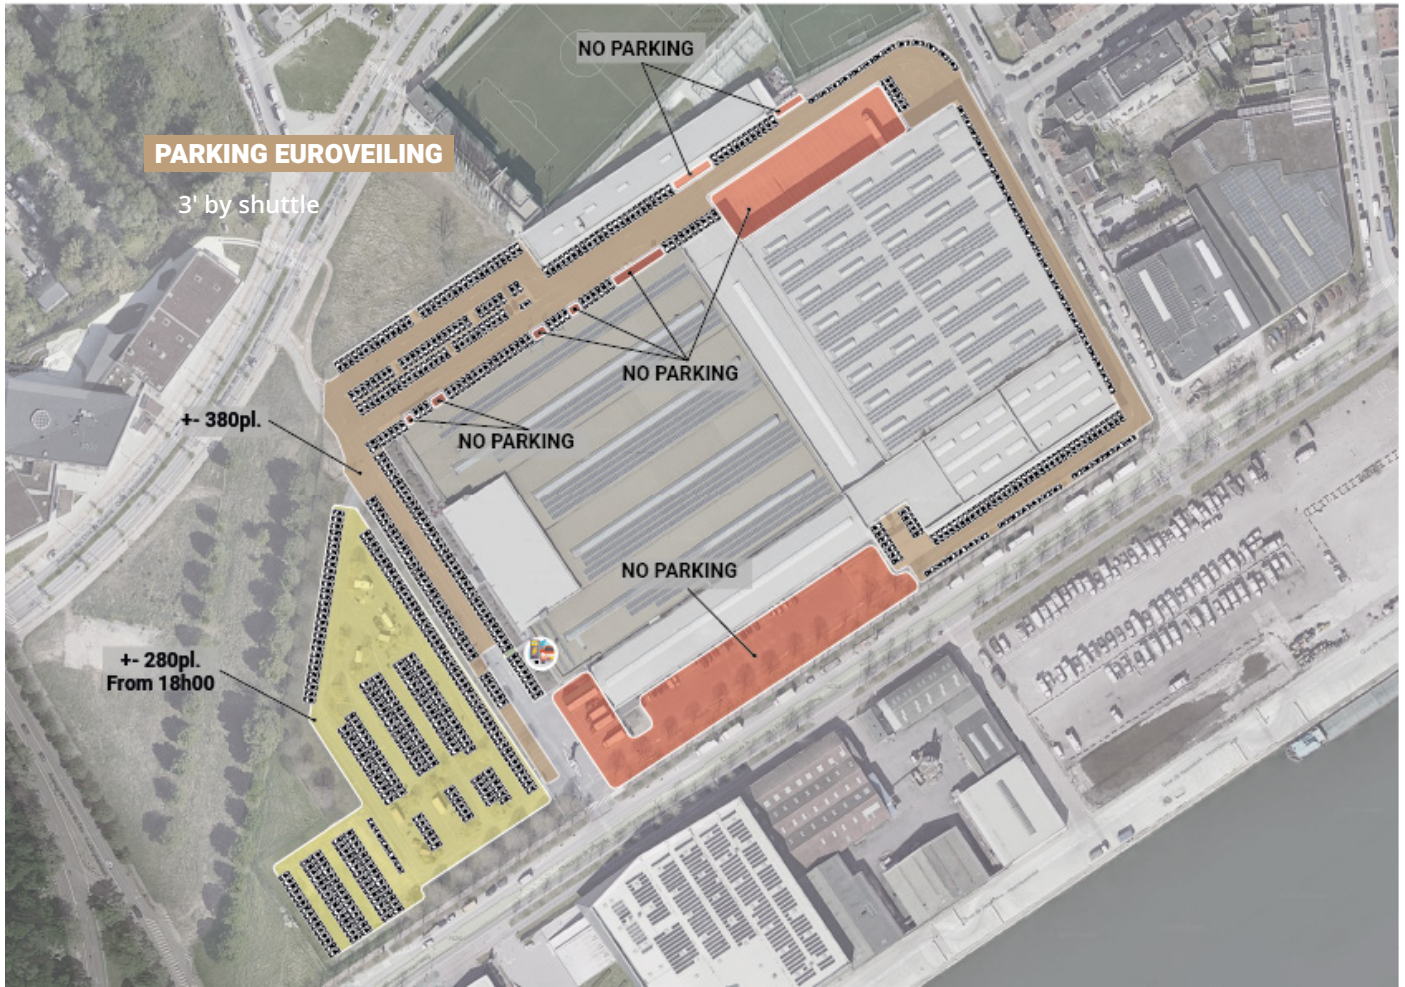 NO PARKING
PARKING EUROVEILING
3' by shuttle
NO PARKING
+- 380pl.
NO PARKING
NO PARKING
+- 280pl.
From 18h00